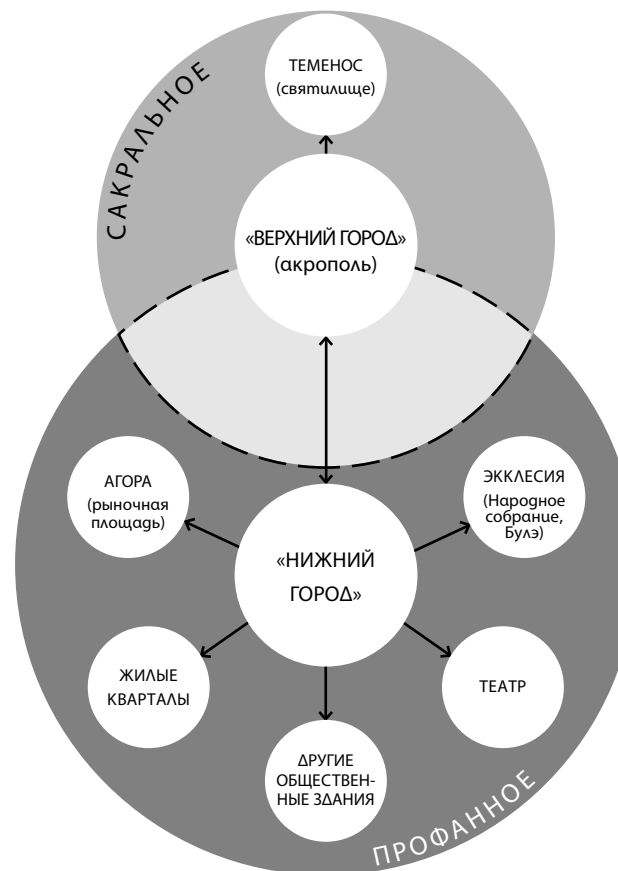 САКРАЛЬНОЕ
ТЕМЕНОС
(святилище)
«ВЕРХНИЙ ГОРОД»
(акрополь)
АГОРА
(рыночная
площадь)
ЭККЛЕСИЯ
(Народное
собрание,
Булэ)
«НИЖНИЙ
ГОРОД»
ЖИЛЫЕ
КВАРТАЛЫ
ТЕАТР
ДРУГИЕ
ОБЩЕСТВЕН-
НЫЕ ЗДАНИЯ
ПРОФАННОЕ